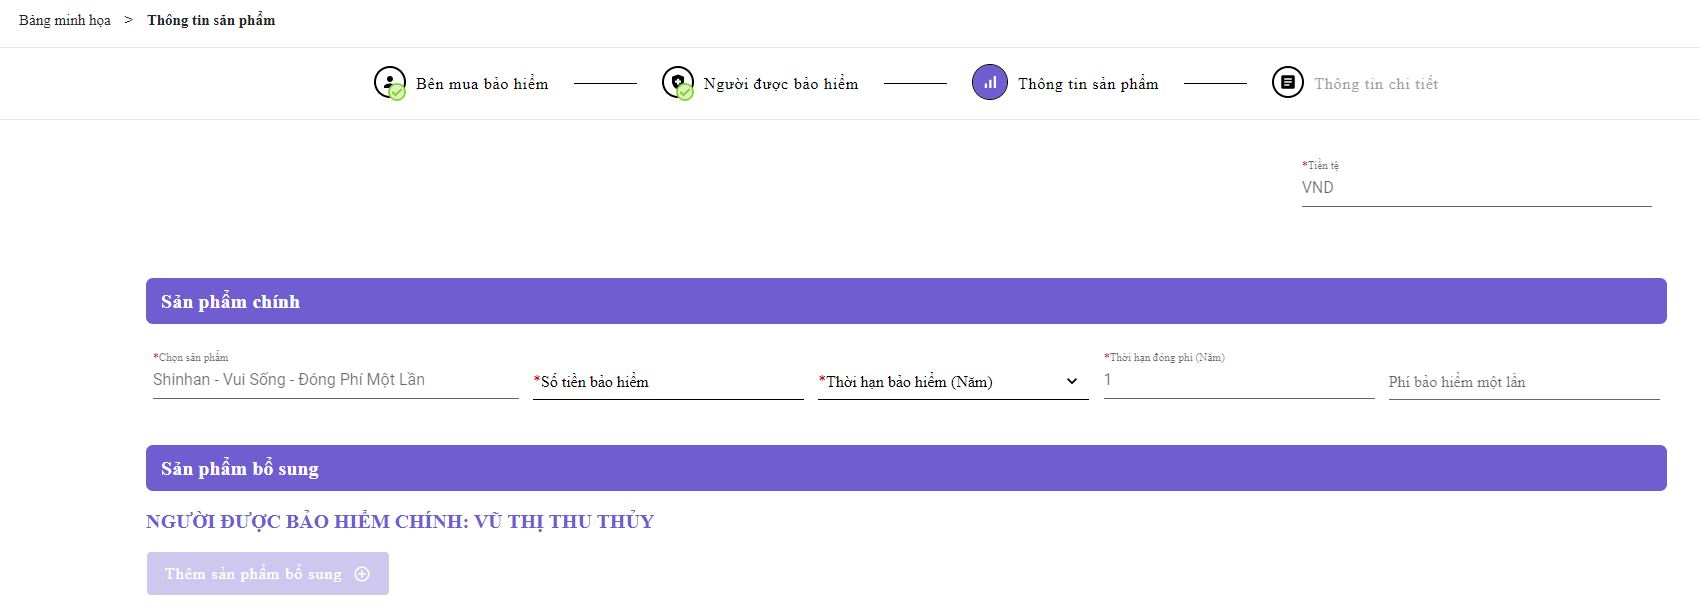 Bảng minh họa > Thông tin sản phẩm
Bên mua bảo hiểm
Người được bảo hiểm
Thông tin sản phẩm
Thông tin chi tiết
*Tiền tệ
VND
Sản phẩm chính
*Chọn sản phẩm
Shinhan - Vui Sống - Đóng Phí Một Lần
*Số tiền bảo hiểm
*Thời hạn bảo hiểm (Năm)
*Thời hạn đóng phí (Năm)
1
Phí bảo hiểm một lần
Sản phẩm bổ sung
NGƯỜI ĐƯỢC BẢO HIỂM CHÍNH: VŨ THỊ THU THỦY
Thêm sản phẩm bổ sung